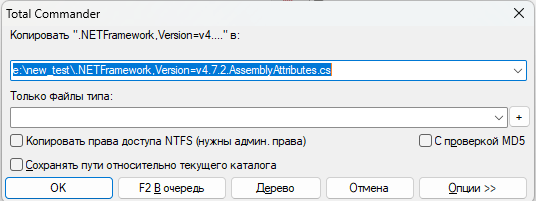 Total Commander
Копировать ".NETFramework,Version=v4...." в:
e:\new_test\.NETFramework,Version=v4.7.2.AssemblyAttributes.cs
Только файлы типа:
+
Копировать права доступа NTFS (нужны админ. права)
С проверкой MD5
Сохранять пути относительно текущего каталога
OK
F2 В очередь
Дерево
Отмена
Опции >>